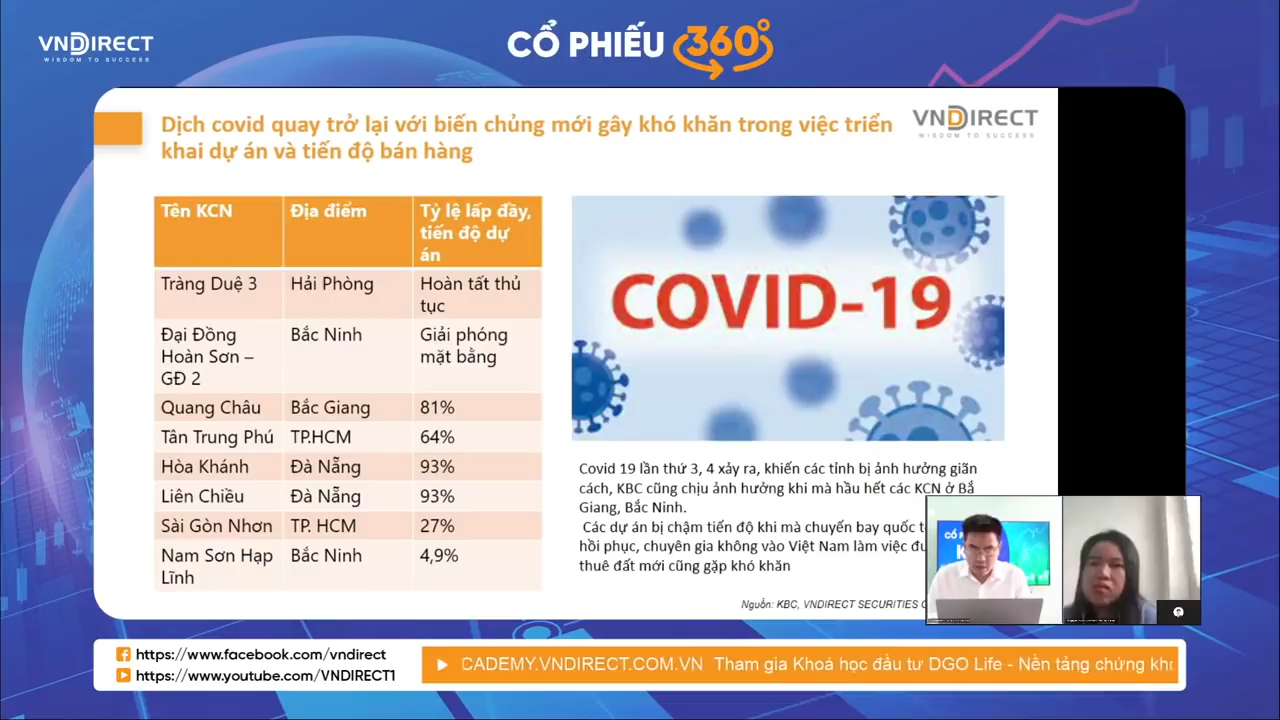 VNDIRECT
WISDOM TO SUCCESS
CỔ PHIẾU 360°
Dịch covid quay trở lại với biến chủng mới gây khó khăn trong việc triển
khai dự án và tiến độ bán hàng
VNDIRECT
WISDOM TO SUCCESS
Tên KCN Địa điểm Tỷ lệ lấp đầy,
tiến độ dự
án
Tràng Duệ 3 Hải Phòng Hoàn tất thủ
tục
Đại Đồng Bắc Ninh Giải phóng
Hoàn Sơn – mặt bằng
GĐ 2
Quang Châu Bắc Giang 81%
Tân Trung Phú TP.HCM 64%
Hòa Khánh Đà Nẵng 93%
Liên Chiểu Đà Nẵng 93%
Sài Gòn Nhơn TP. HCM 27%
Nam Sơn Hạp Bắc Ninh 4,9%
Lĩnh
COVID-19
Covid 19 lần thứ 3, 4 xảy ra, khiến các tỉnh bị ảnh hưởng giãn
cách, KBC cũng chịu ảnh hưởng khi mà hầu hết các KCN ở Bắ
Giang, Bắc Ninh.
Các dự án bị chậm tiến độ khi mà chuyến bay quốc
hồi phục, chuyên gia không vào Việt Nam làm việc
thuê đất mới cũng gặp khó khăn
Nguồn: KBC, VNDIRECT SECURITIES
https://www.facebook.com/vndirect
https://www.youtube.com/VNDIRECT1
CADEMY.VNDIRECT.COM.VN Tham gia Khoá học đầu tư DGO Life - Nền tảng chứng